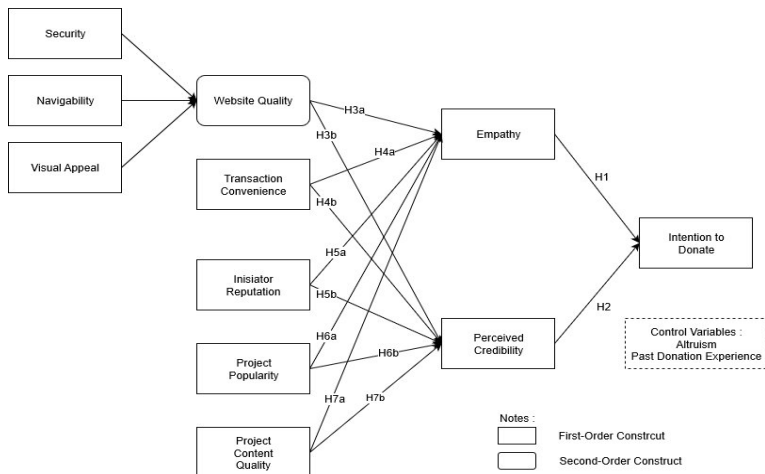 Security
Navigability
Visual Appeal
Website Quality
Transaction
Convenience
Inisiator
Reputation
Project
Popularity
Project
Content
Quality
H3a
H3b
H4a
H4b
H5a
H5b
H6a
H6b
H7a
H7b
Empathy
Perceived
Credibility
H1
H2
Intention to
Donate
Control Variables :
Altruism
Past Donation Experience
Notes :
First-Order Constrcut
Second-Order Construct